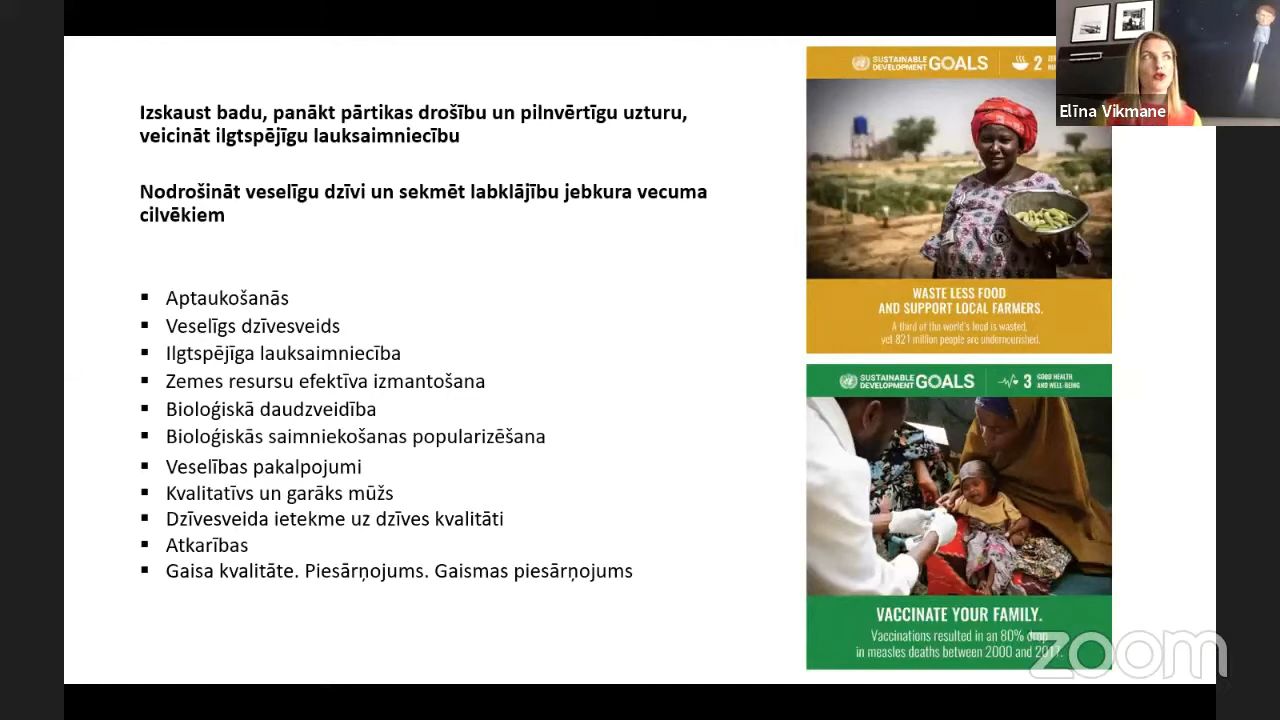 Izskaust badu, panākt pārtikas drošību un pilnvērtīgu uzturu,
veicināt ilgtspējīgu lauksaimniecību
Nodrošināt veselīgu dzīvi un sekmēt labklājību jebkura vecuma
cilvēkiem
▪ Aptaukošanās
▪ Veselīgs dzīvesveids
▪ Ilgtspējīga lauksaimniecība
▪ Zemes resursu efektīva izmantošana
▪ Bioloģiskā daudzveidība
▪ Bioloģiskās saimniekošanas popularizēšana
▪ Veselības pakalpojumi
▪ Kvalitatīvs un garāks mūžs
▪ Dzīvesveida ietekme uz dzīves kvalitāti
▪ Atkarības
▪ Gaisa kvalitāte. Piesārņojums. Gaismas piesārņojums
SUSTAINABLE
DEVELOPMENT GOALS
2
WASTE LESS FOOD
AND SUPPORT LOCAL FARMERS.
A third of the world's food is wasted,
yet 821 million people are undernourished.
SUSTAINABLE
DEVELOPMENT GOALS
3 GOOD HEALTH
AND WELL-BEING
VACCINATE YOUR FAMILY.
Vaccinations resulted in an 80% drop
in measles deaths between 2000 and 2017.
Elīna Vikmane
zoom